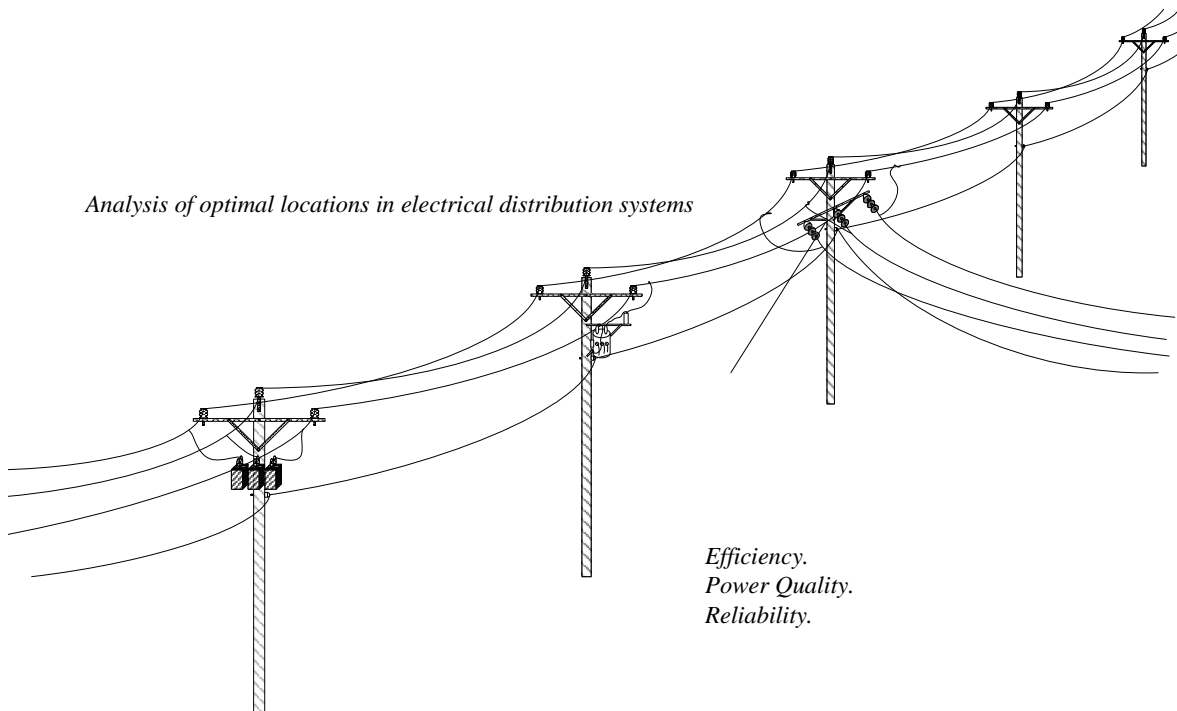 Analysis of optimal locations in electrical distribution systems
Efficiency.
Power Quality.
Reliability.